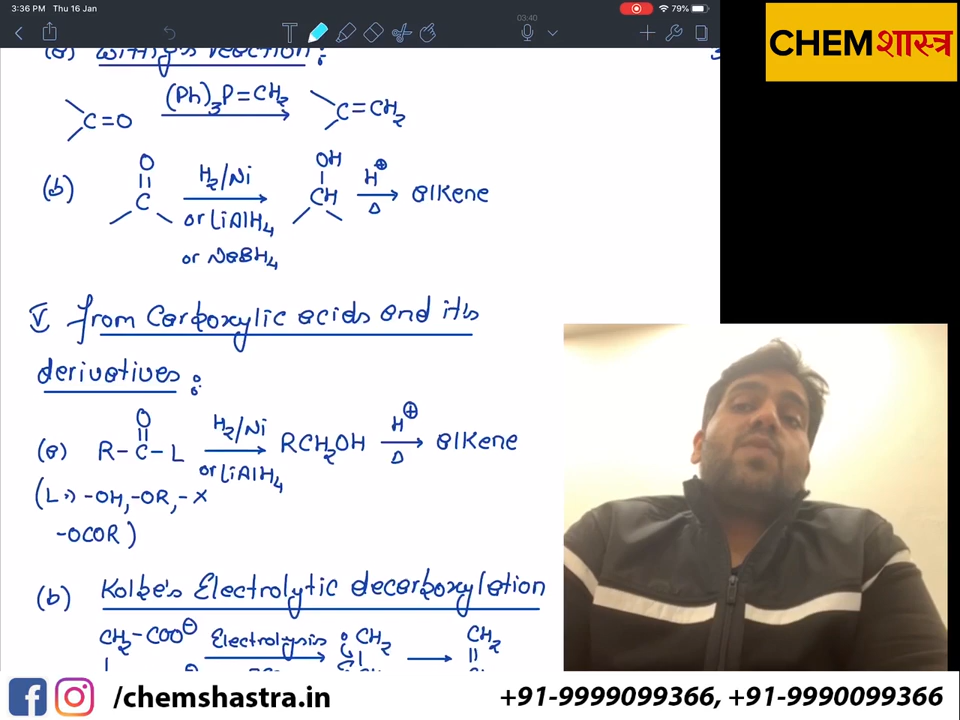 3:36 PM Thu 16 Jan
79%
03:40
CHEMशास्त्र
(a) Wittig's reaction :
C=O (Ph)3P=CH2 C=CH2
(b) O C H2/Ni or LiAlH4 or NaBH4 OH CH H⊕ Δ alkene
V from Carboxylic acids and its
derivatives :
(a) R-C-L O H2/Ni or LiAlH4 RCH2OH H⊕ Δ alkene
(L :) -OH, -OR, -X
-OCOR)
(b) Kolbe's Electrolytic decarboxylation
CH2-COO⊖ Electrolysis CH2 CH2
/chemshastra.in
+91-9999099366, +91-9990099366